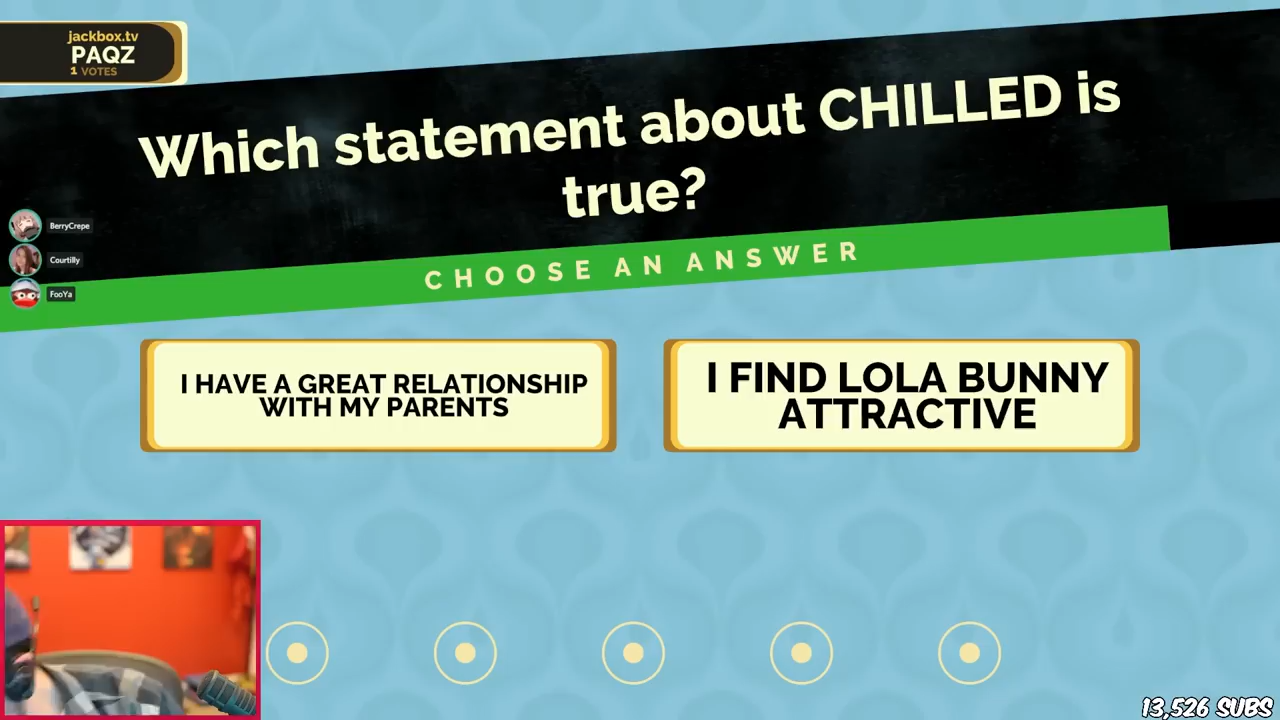 jackbox.tv
PAQZ
1 VOTES
Which statement about CHILLED is
true?
BerryCrepe
Courtilly
FooYa
CHOOSE AN ANSWER
I HAVE A GREAT RELATIONSHIP
WITH MY PARENTS
I FIND LOLA BUNNY
ATTRACTIVE
13,526 SUBS